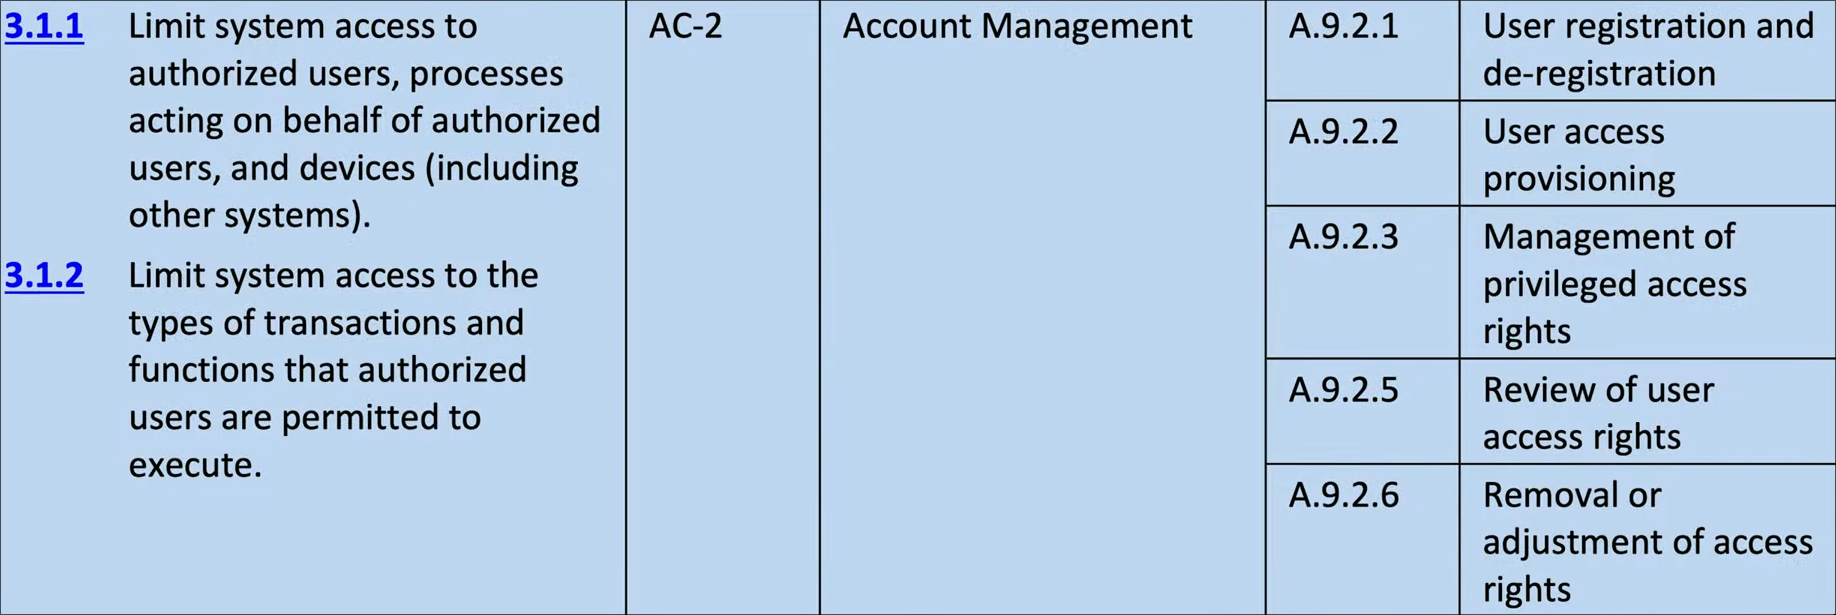 3.1.1 Limit system access to
authorized users, processes
acting on behalf of authorized
users, and devices (including
other systems).
3.1.2 Limit system access to the
types of transactions and
functions that authorized
users are permitted to
execute.
AC-2
Account Management
A.9.2.1 User registration and
de-registration
A.9.2.2 User access
provisioning
A.9.2.3 Management of
privileged access
rights
A.9.2.5 Review of user
access rights
A.9.2.6 Removal or
adjustment of access
rights